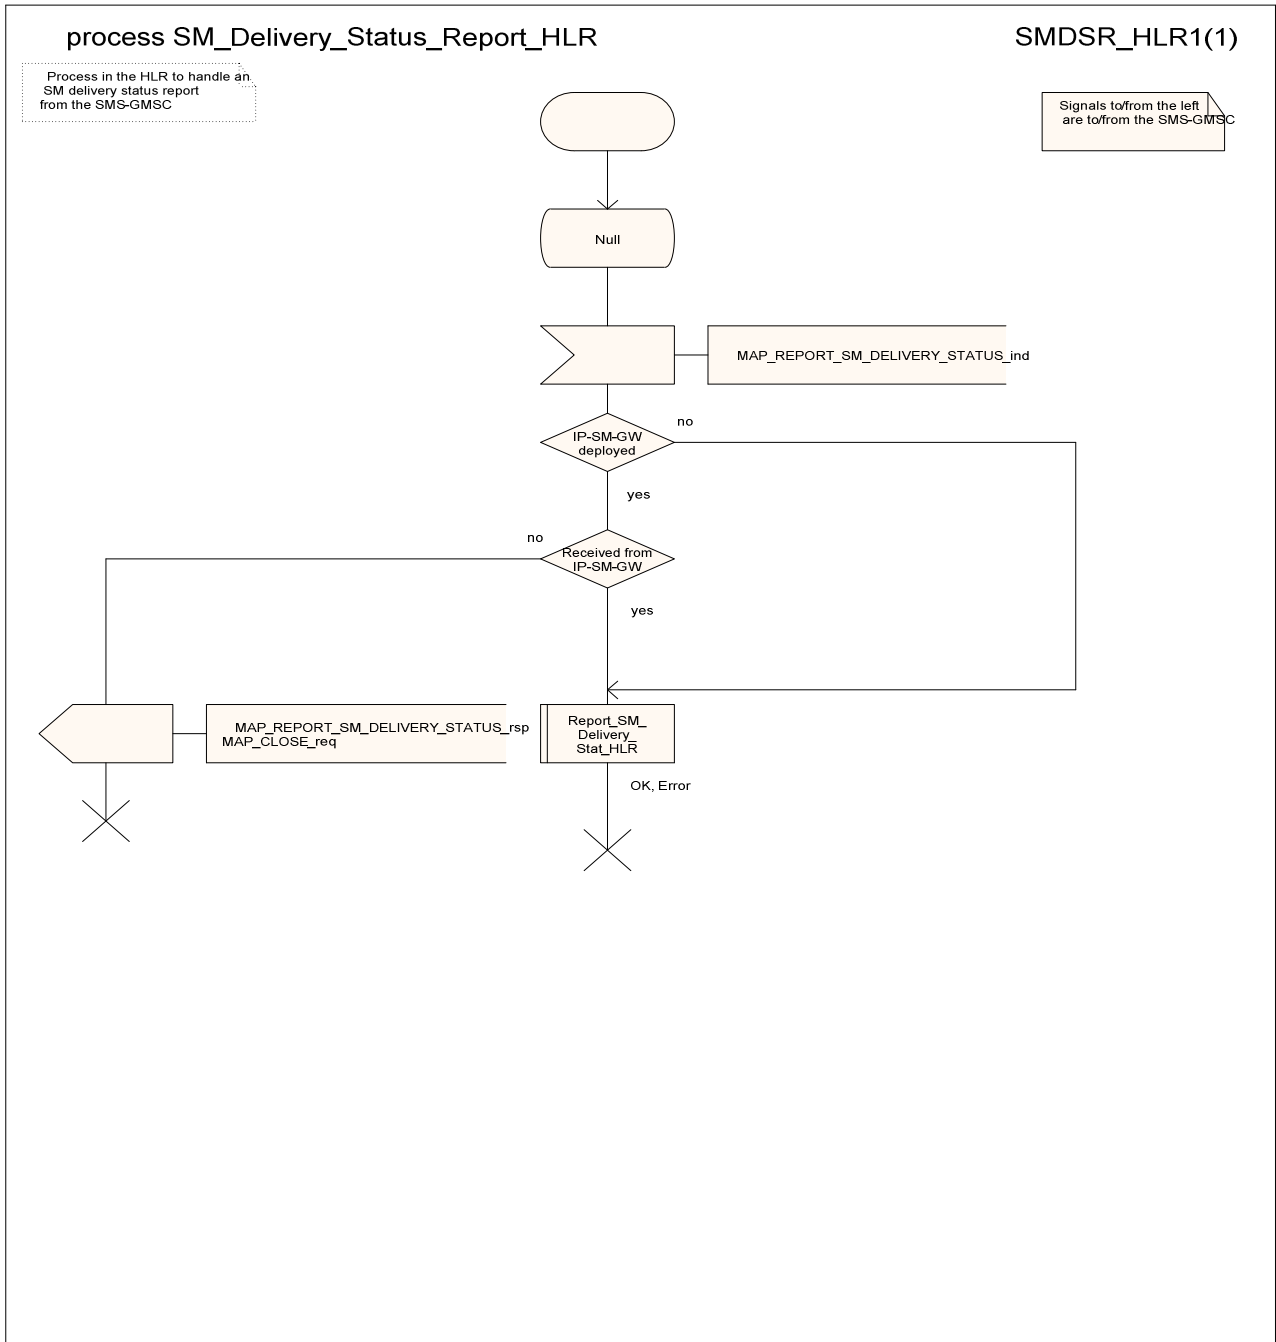 process SM_Delivery_Status_Report_HLR
SMDSR_HLR1(1)
Process in the HLR to handle an
SM delivery status report
from the SMS-GMSC
Signals to/from the left
are to/from the SMS-GMSC
Null
MAP_REPORT_SM_DELIVERY_STATUS_ind
no
IP-SM-GW
deployed
yes
no
Received from
IP-SM-GW
yes
MAP_REPORT_SM_DELIVERY_STATUS_rsp
MAP_CLOSE_req
Report_SM_
Delivery_
Stat_HLR
OK, Error